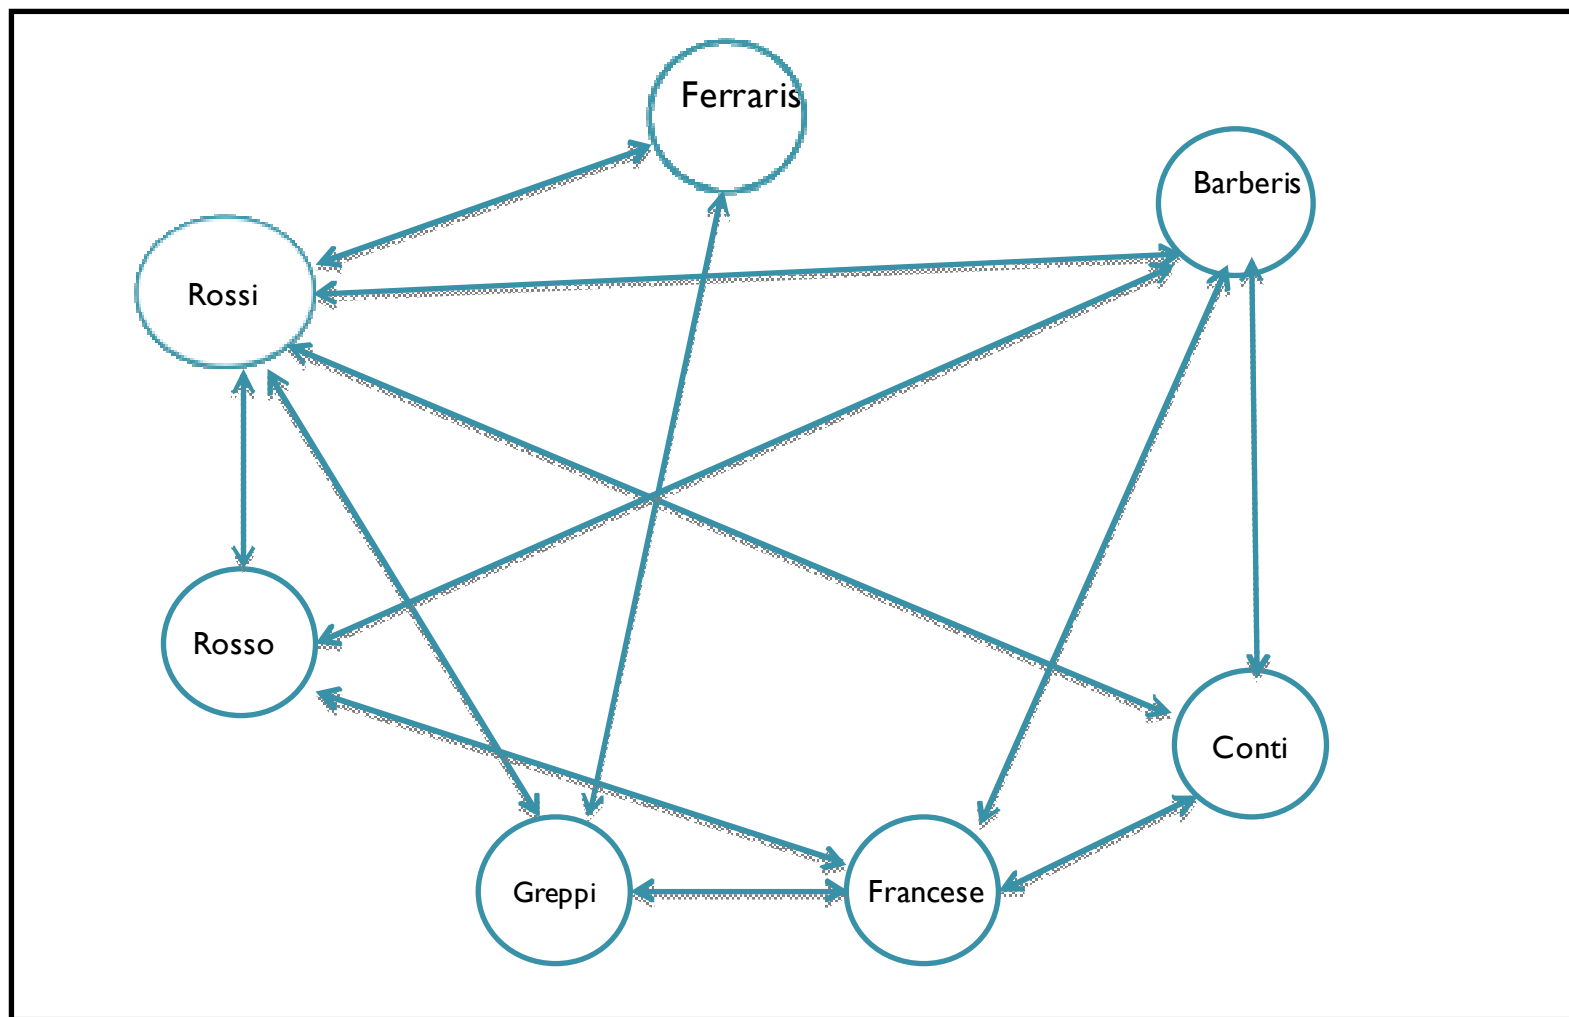 Ferraris
Barberis
Rossi
Rosso
Conti
Greppi
Francese